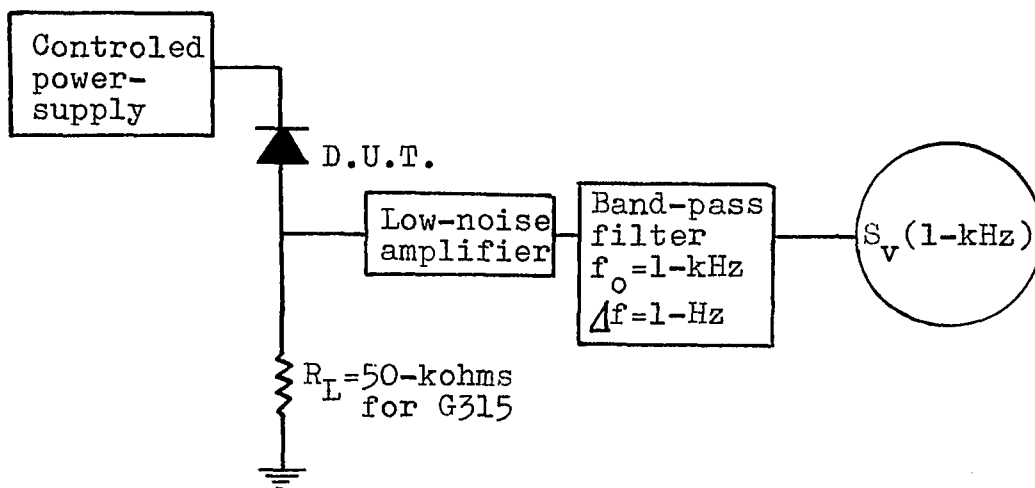 Controled
power-
supply
D.U.T.
Low-noise
amplifier
Band-pass
filter
f_o=1-kHz
Δf=1-Hz
S_v(1-kHz)
R_L=50-kohms
for G315